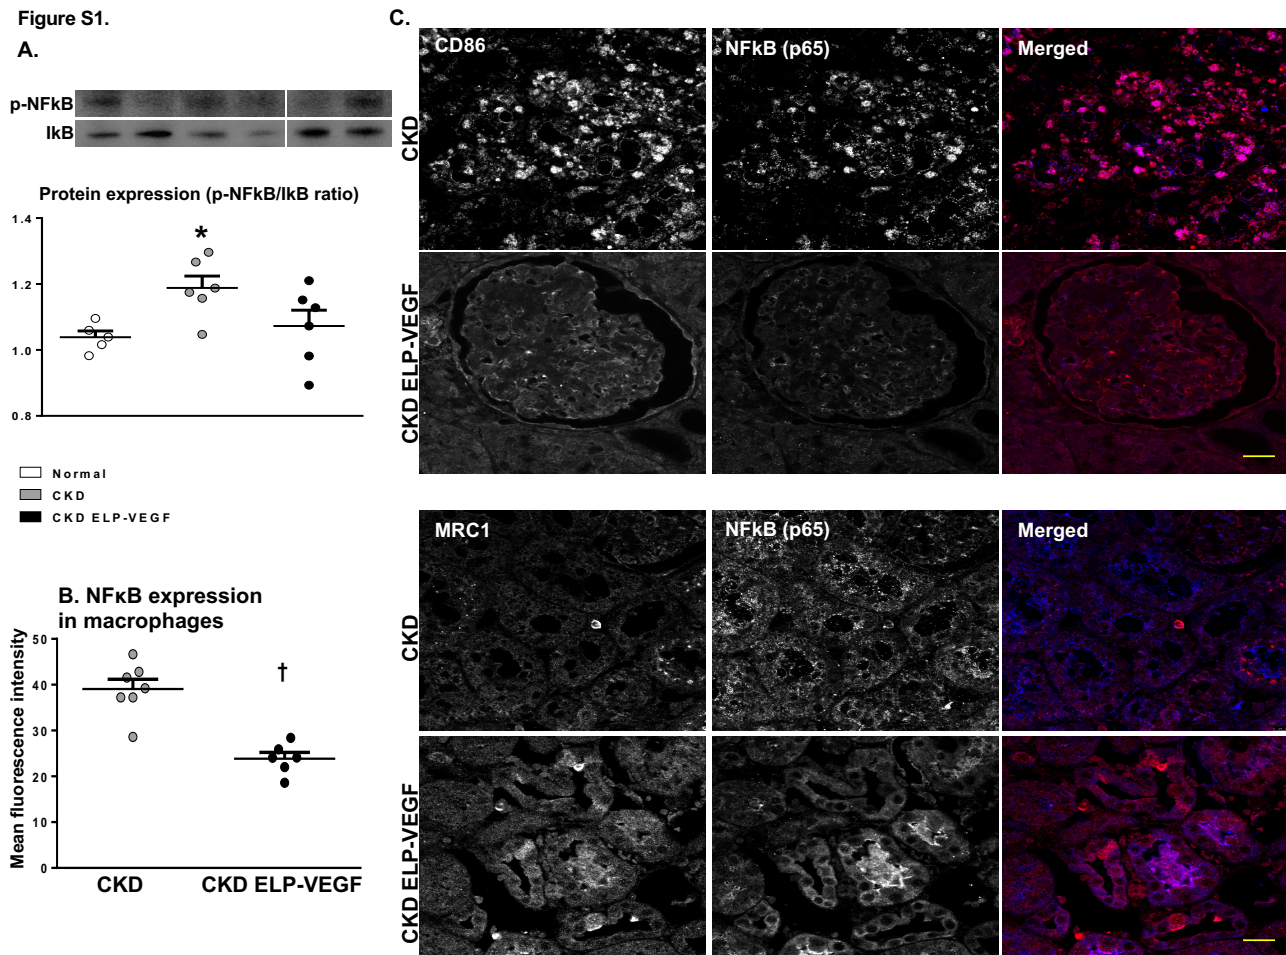 Figure S1.
A.
p-NFkB
IkB
Protein expression (p-NFkB/IkB ratio)
1.4
*
1.2
1.0
0.8
Normal
CKD
CKD ELP-VEGF
B. NFκB expression
in macrophages
Mean fluorescence intensity
50
40
30
20
10
0
†
CKD
CKD ELP-VEGF
C.
CD86
NFkB (p65)
Merged
CKD
CKD ELP-VEGF
MRC1
NFkB (p65)
Merged
CKD
CKD ELP-VEGF